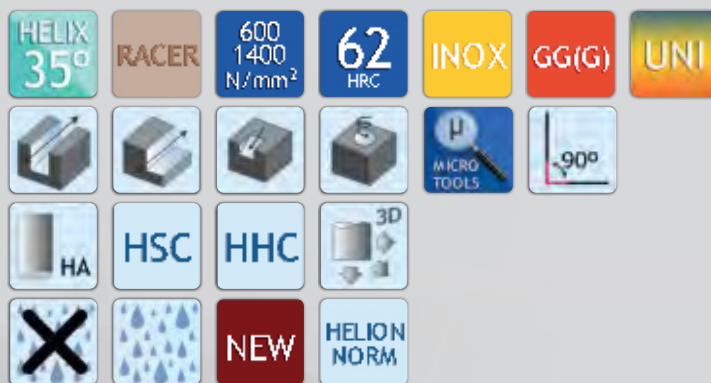 HELIX
35°
RACER
600
1400
N/mm²
62
HRC
INOX
GG(G)
UNI
µ
MICRO
TOOLS
90°
HA
HSC
HHC
3D
NEW
HELION
NORM